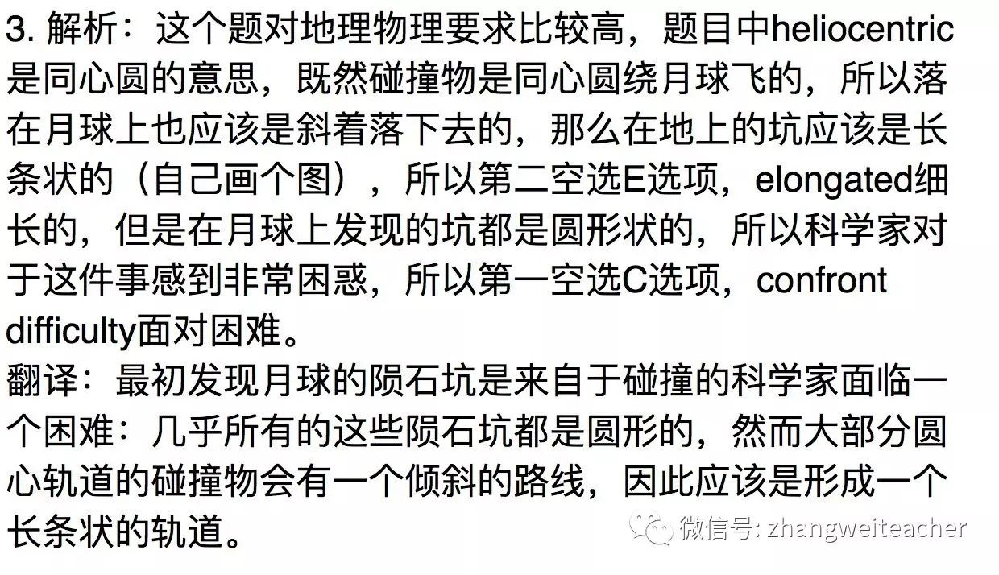 3. 解析：这个题对地理物理要求比较高，题目中heliocentric
是同心圆的意思，既然碰撞物是同心圆绕月球飞的，所以落
在月球上也应该是斜着落下去的，那么在地上的坑应该是长
条状的（自己画个图），所以第二空选E选项，elongated细
长的，但是在月球上发现的坑都是圆形状的，所以科学家对
于这件事感到非常困惑，所以第一空选C选项，confront
difficulty面对困难。
翻译：最初发现月球的陨石坑是来自于碰撞的科学家面临一
个困难：几乎所有的这些陨石坑都是圆形的，然而大部分圆
心轨道的碰撞物会有一个倾斜的路线，因此应该是形成一个
长条状的轨道。
微信号: zhangweiteacher